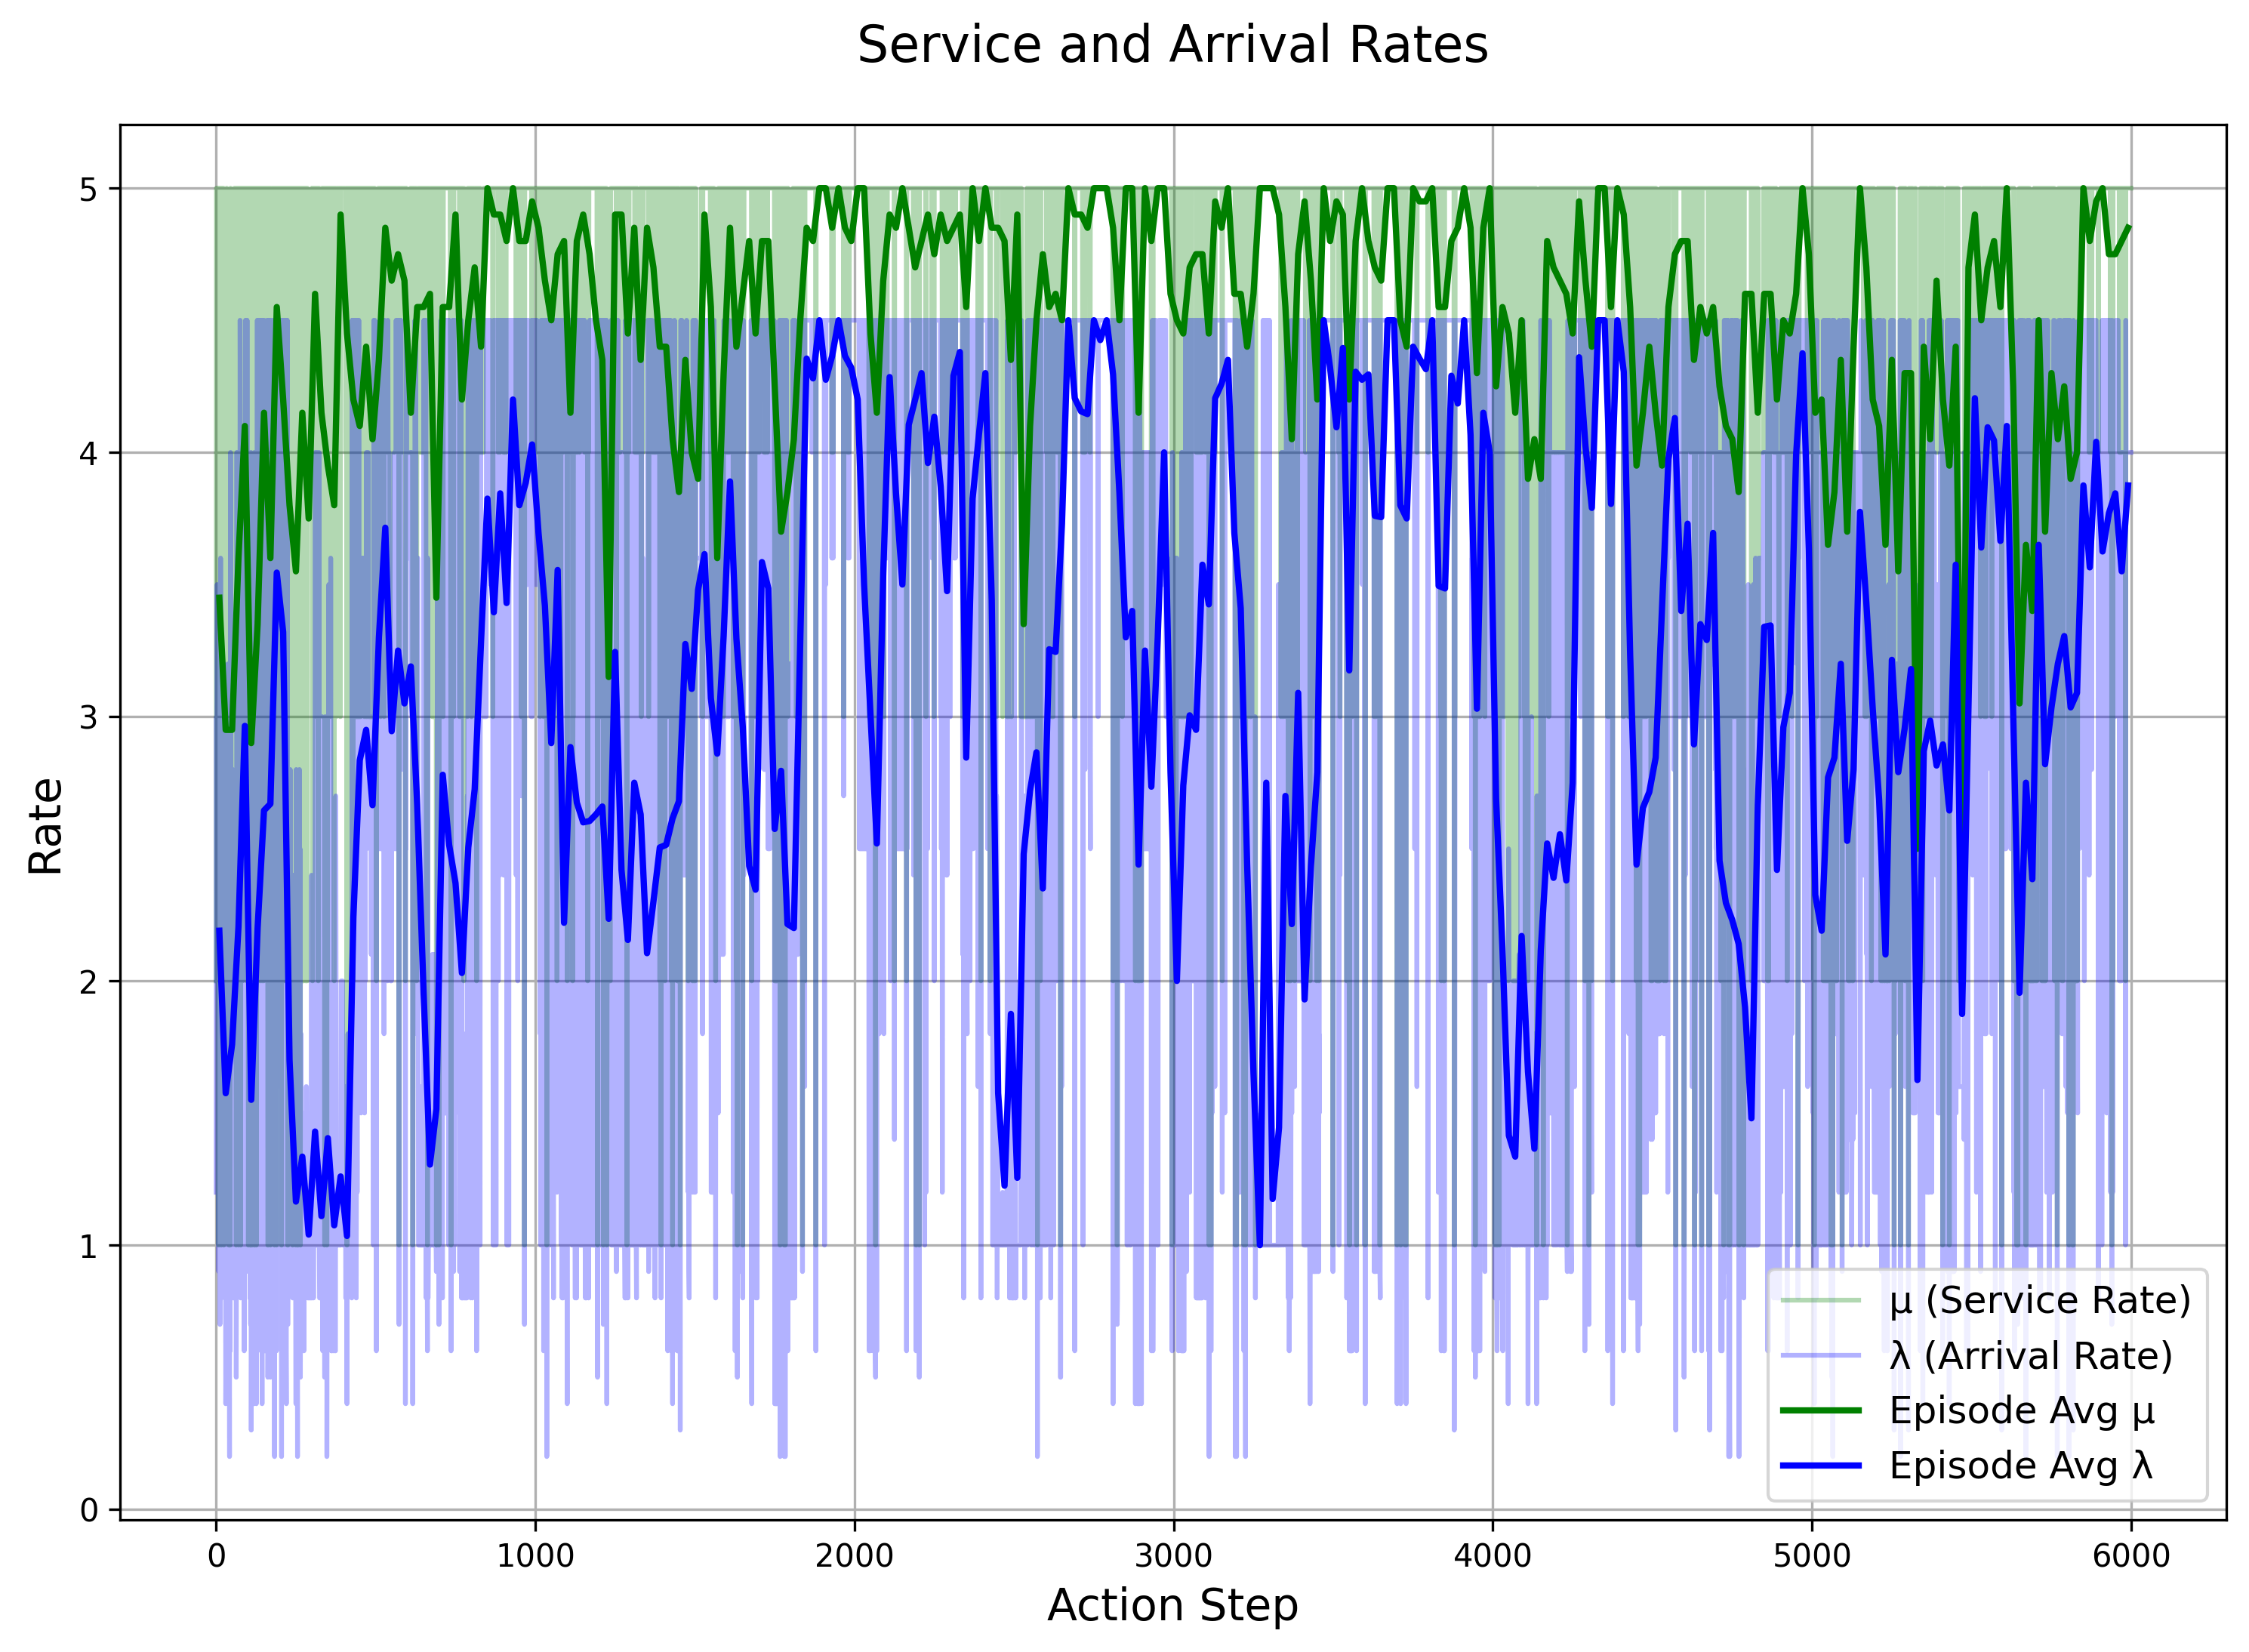 Service and Arrival Rates
Rate
5
4
3
2
1
0
0 1000 2000 3000 4000 5000 6000
Action Step
μ (Service Rate)
λ (Arrival Rate)
Episode Avg μ
Episode Avg λ